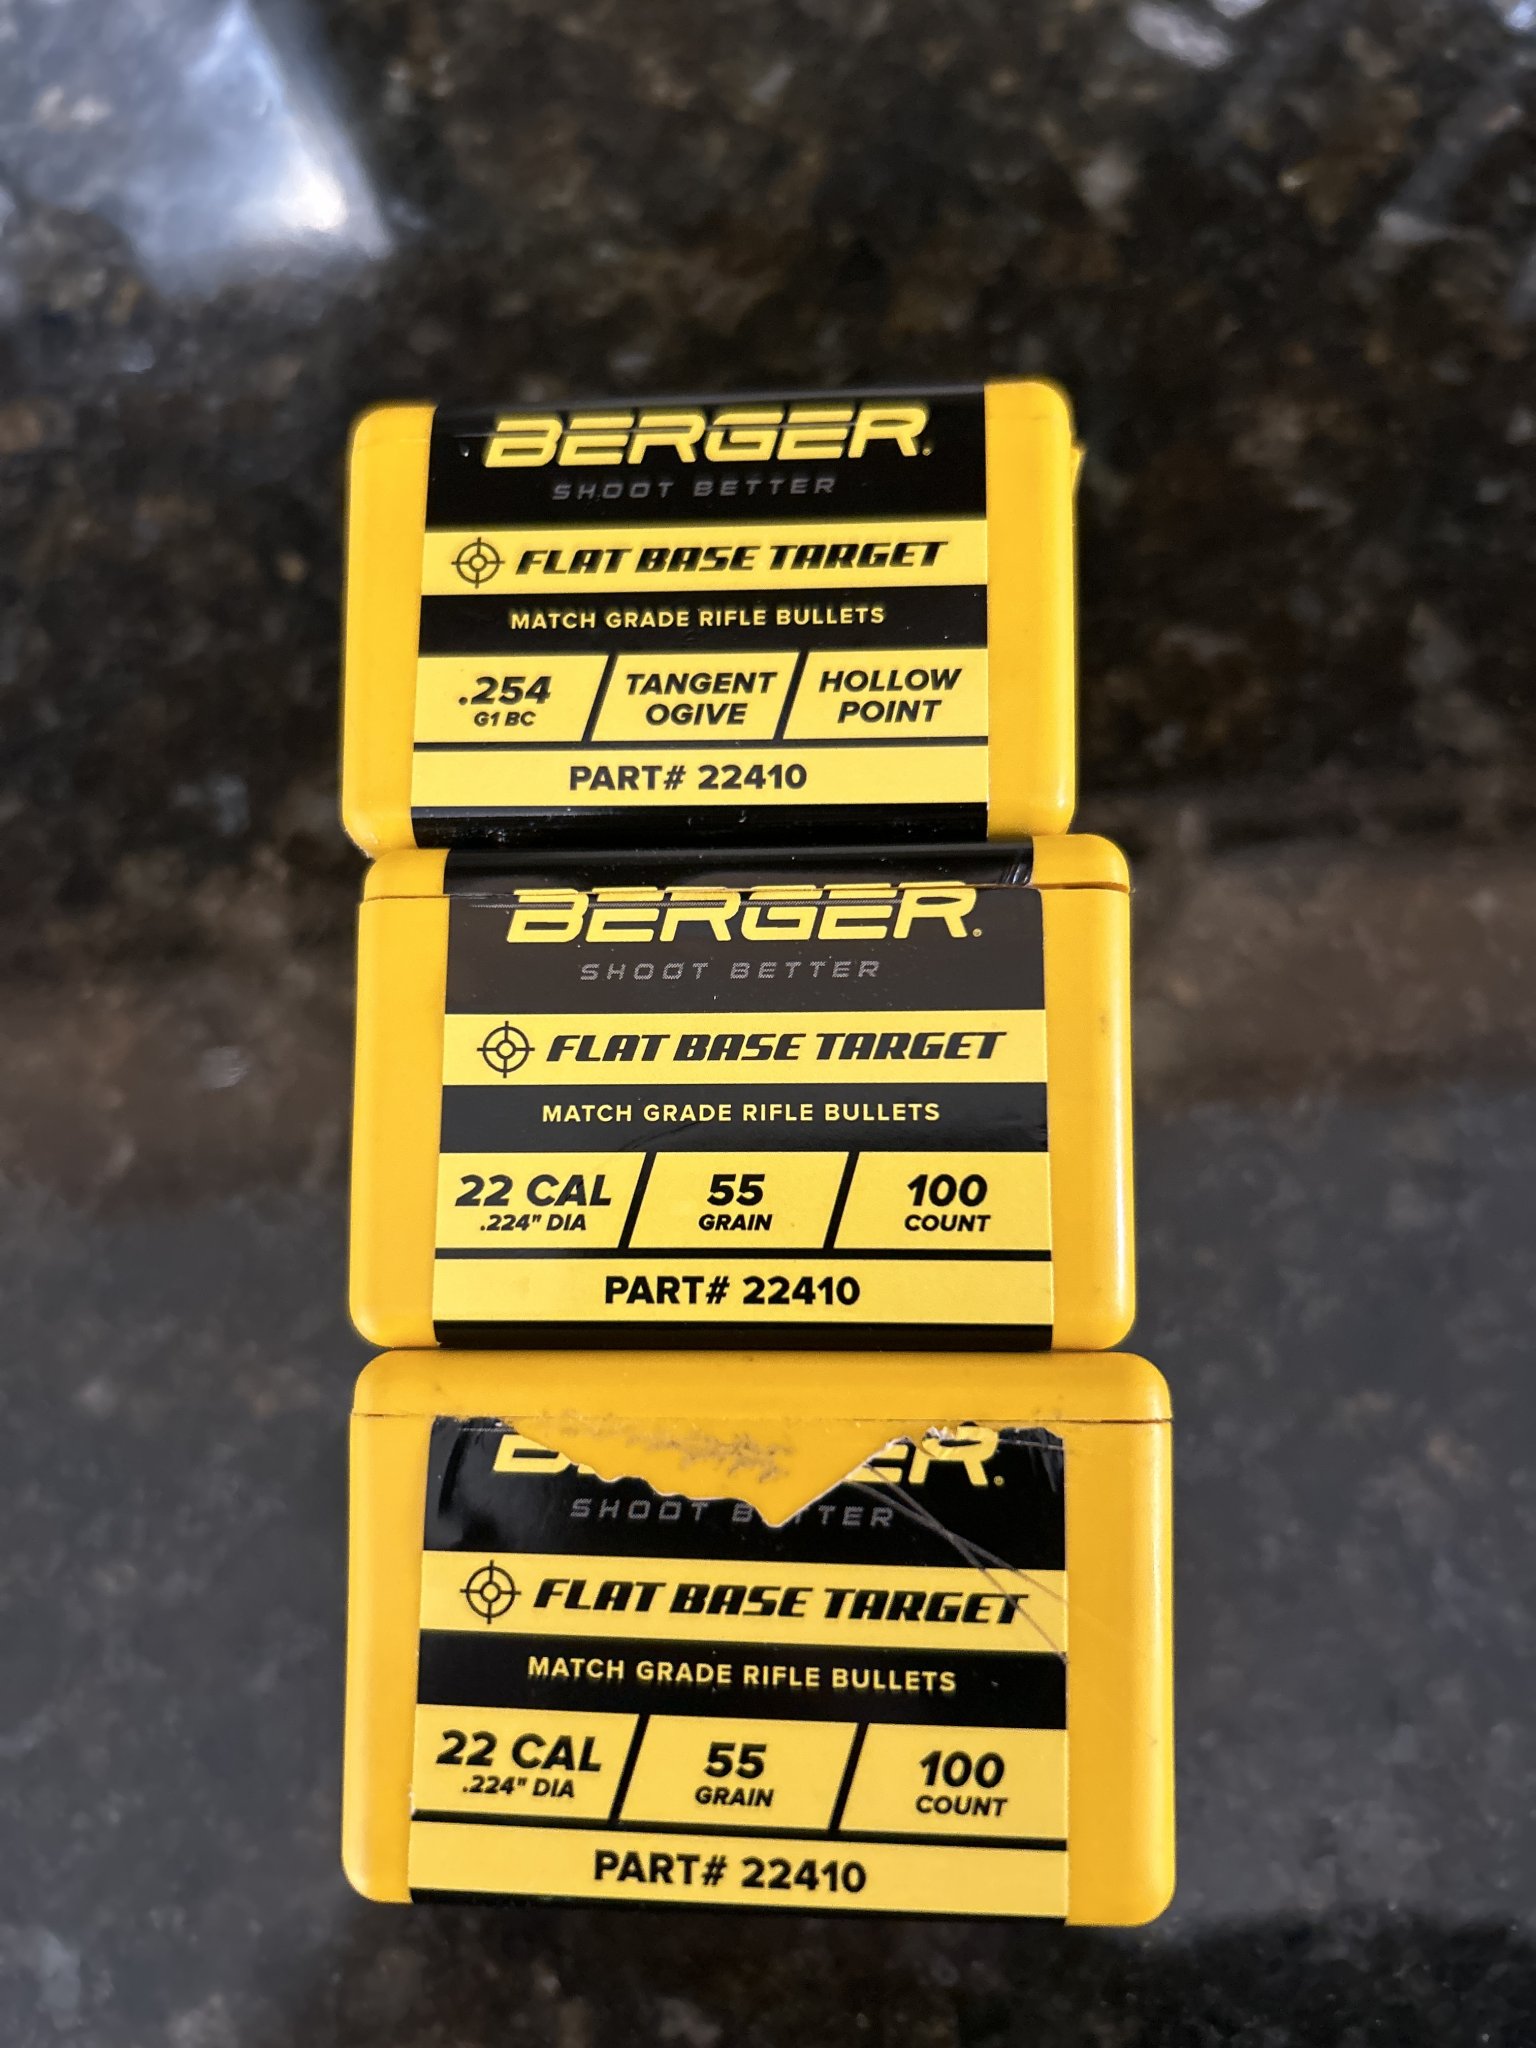 BERGER.
SHOOT BETTER
FLAT BASE TARGET
MATCH GRADE RIFLE BULLETS
.254 TANGENT HOLLOW
G1 BC OGIVE POINT
PART# 22410
BERGER.
SHOOT BETTER
FLAT BASE TARGET
MATCH GRADE RIFLE BULLETS
22 CAL 55 100
.224" DIA GRAIN COUNT
PART# 22410
SHOOT
FLAT BASE TARGET
MATCH GRADE RIFLE BULLETS
22 CAL 55 100
.224" DIA GRAIN COUNT
PART# 22410